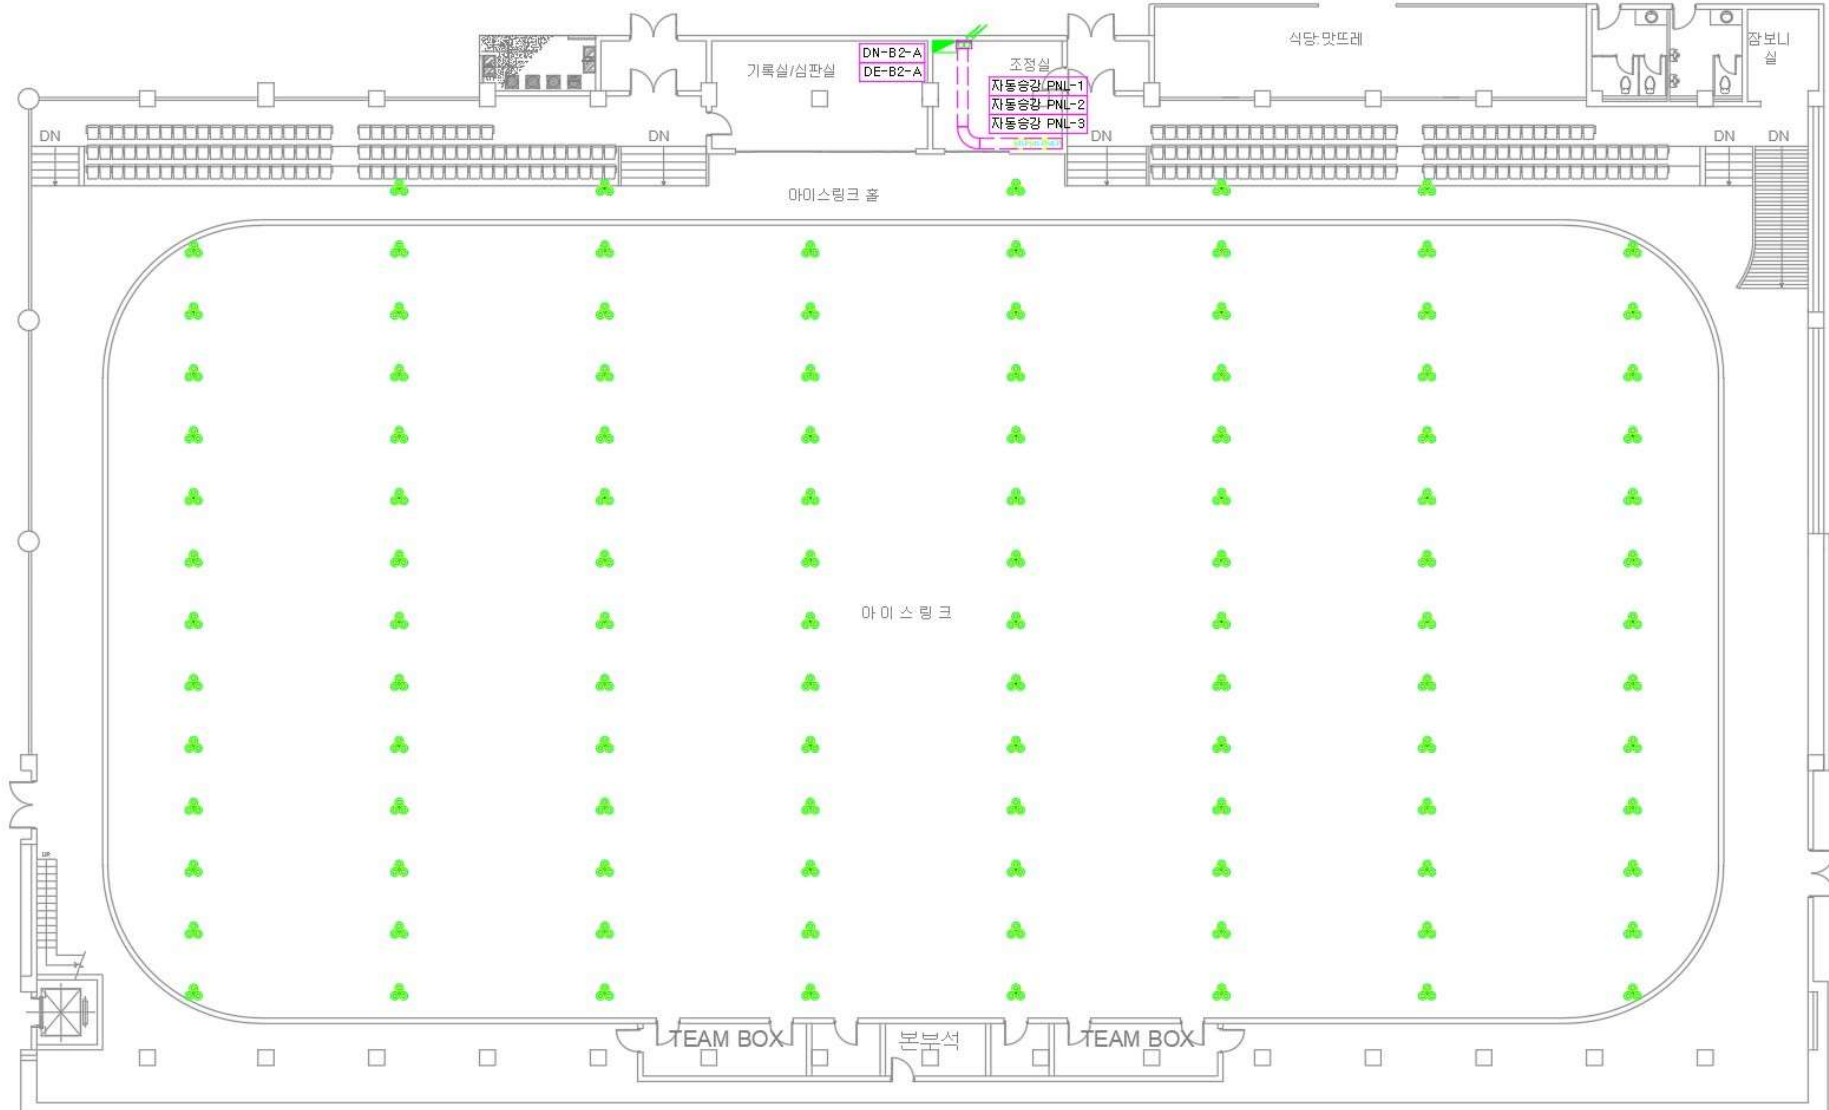 식당:맛뜨레
잠보니
실
DN-B2-A
DE-B2-A
기록실/심판실
조정실
자동승강 PNL-1
자동승강 PNL-2
자동승강 PNL-3
DN
DN
DN
DN
DN
아이스링크 홀
아 이 스 링 크
UP
TEAM BOX
본부석
TEAM BOX